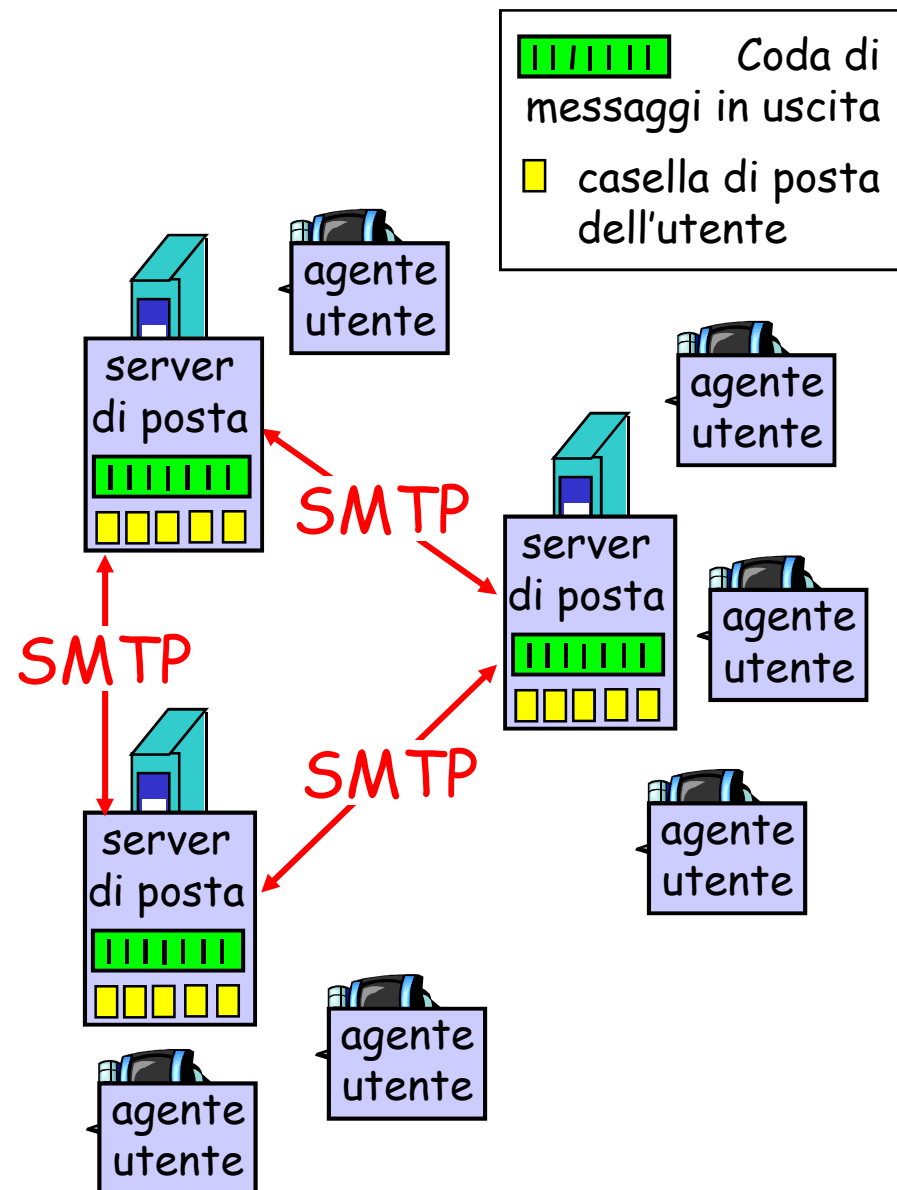 Coda di
messaggi in uscita
casella di posta
dell'utente
agente
utente
server
di posta
agente
utente
SMTP
server
di posta
agente
utente
SMTP
SMTP
agente
utente
server
di posta
agente
utente
agente
utente